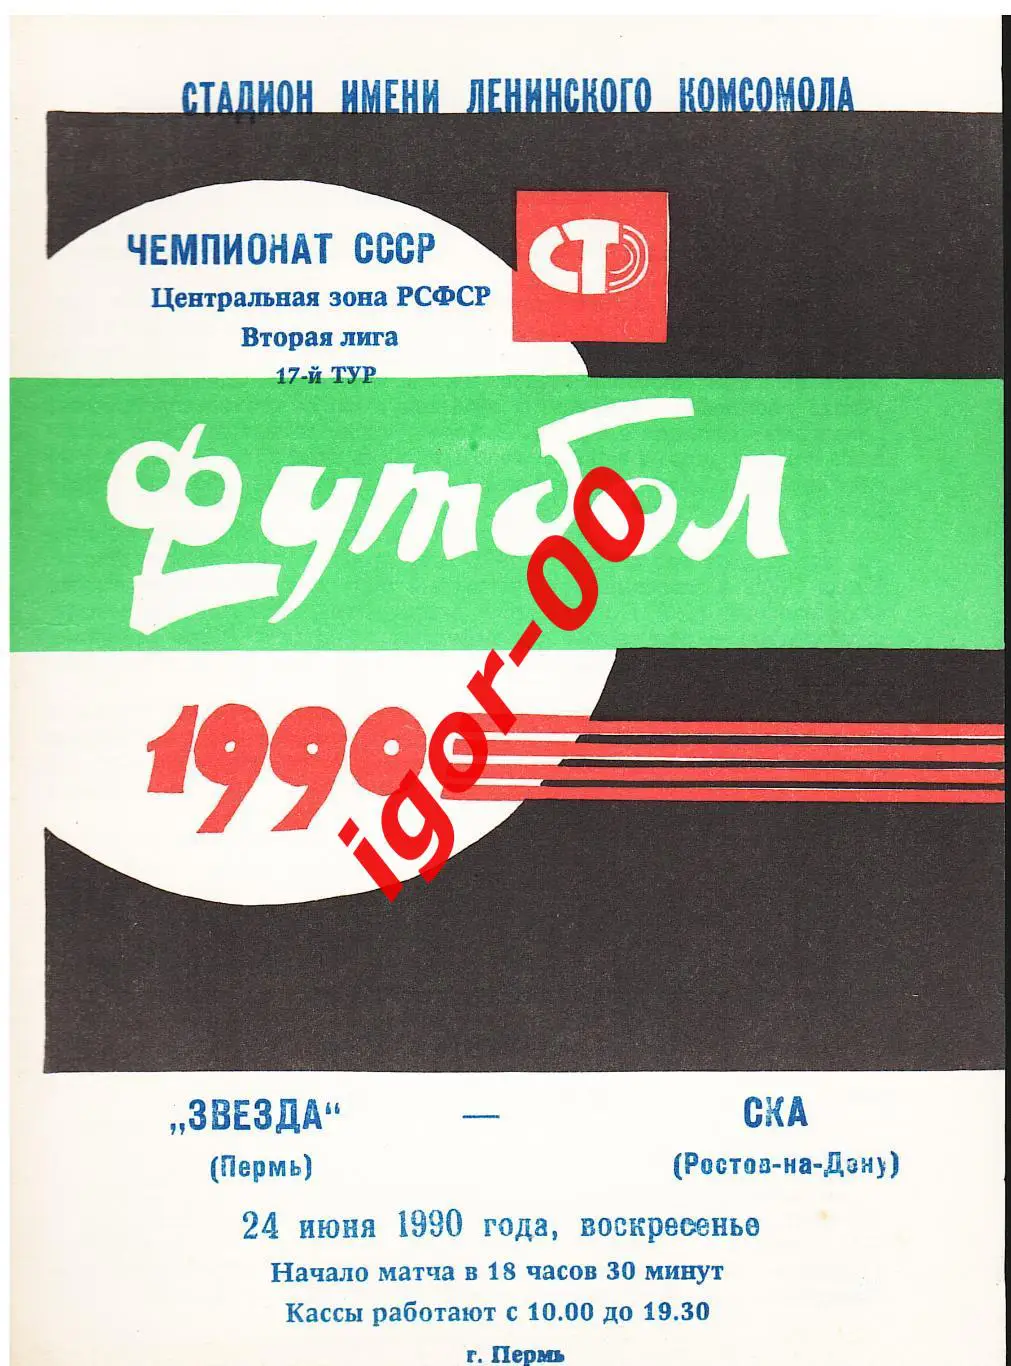 СТАДИОН ИМЕНИ ЛЕНИНСКОГО КОМСОМОЛА
ЧЕМПИОНАТ СССР
Центральная зона РСФСР
Вторая лига
17-й ТУР
СТ
футбол
1990
igor-00
„ЗВЕЗДА“ — СКА
(Пермь) (Ростов-на-Дону)
24 июня 1990 года, воскресенье
Начало матча в 18 часов 30 минут
Кассы работают с 10.00 до 19.30
г. Пермь